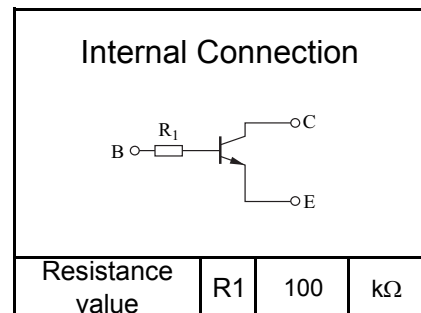 Internal Connection
R1
B
C
E
Resistance value
R1
100
kΩ